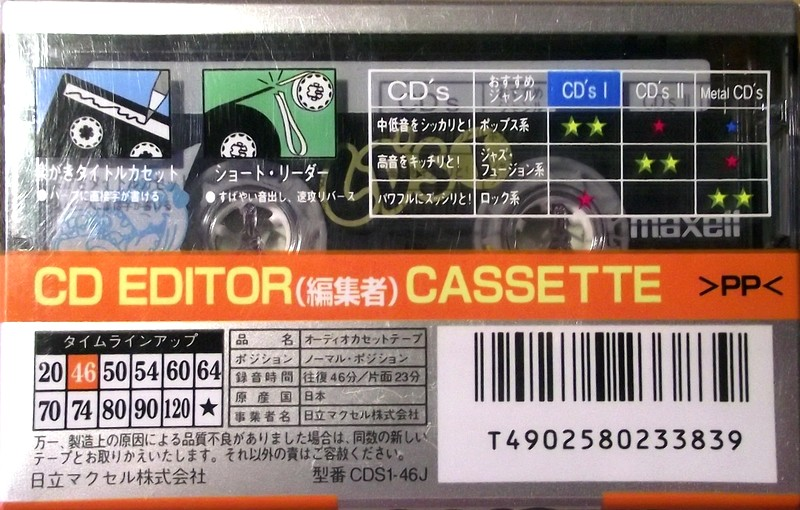 CD's おすすめジャンル CD's I CD's II Metal CD's
中低音をシッカリと! ポップス系 ★★ ★ ★
高音をキッチリと! ジャズ・フュージョン系 ★★ ★
パワフルにズッシリと! ロック系 ★ ★★
がきタイトルカセット
●ハーフに直接字が書ける
ショート・リーダー
●すばやい音出し、速攻リバース
maxell
CD EDITOR(編集者)CASSETTE >PP<
タイムラインアップ
20 46 50 54 60 64
70 74 80 90 120 ★
品名 オーディオカセットテープ
ポジション ノーマル・ポジション
録音時間 往復46分/片面23分
原産国 日本
事業者名 日立マクセル株式会社
万一、製造上の原因による品質不良がありました場合は、同数の新しい
テープとお取りかえいたします。それ以外の責はご容赦ください。
日立マクセル株式会社 型番 CDS1-46J
T4902580233839